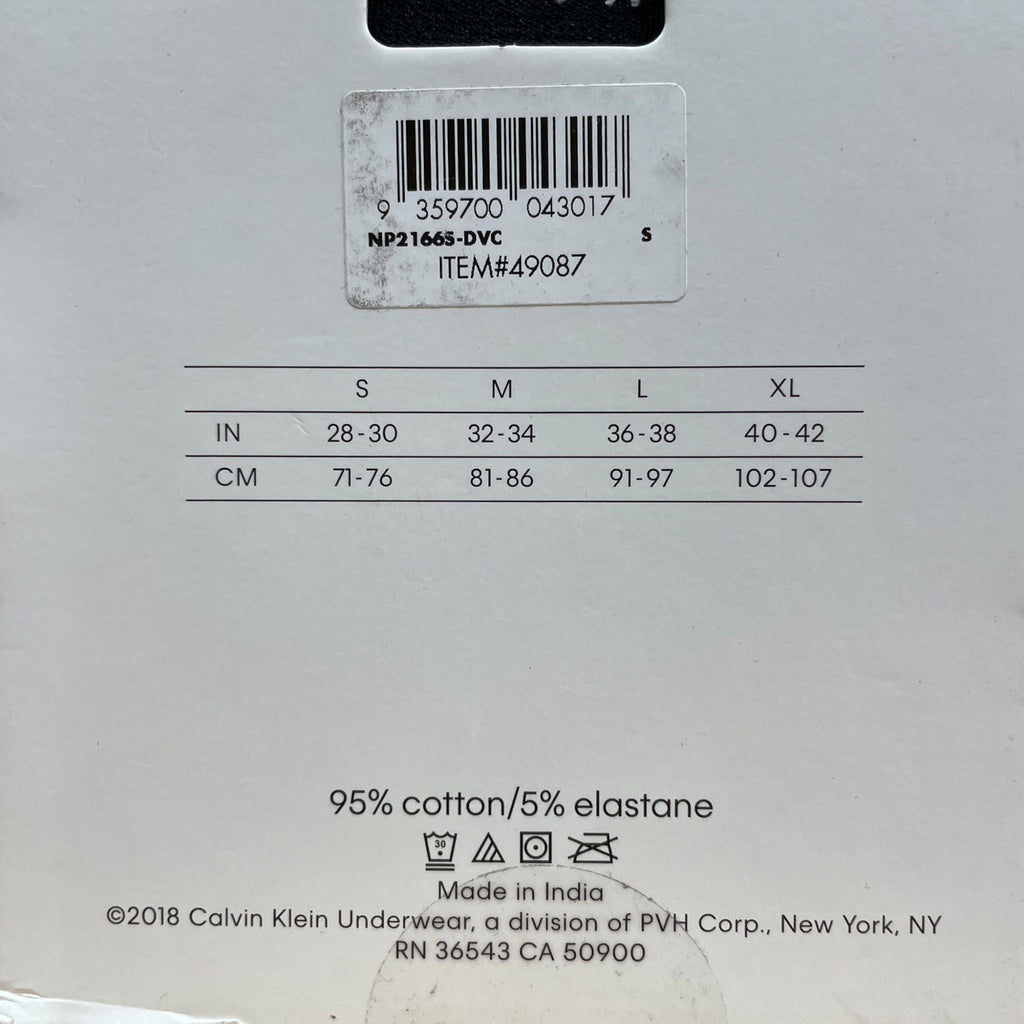 9 359700 043017
NP2166S-DVC S
ITEM#49087
S M L XL
IN 28-30 32-34 36-38 40-42
CM 71-76 81-86 91-97 102-107
95% cotton/5% elastane
30
Made in India
©2018 Calvin Klein Underwear, a division of PVH Corp., New York, NY
RN 36543 CA 50900